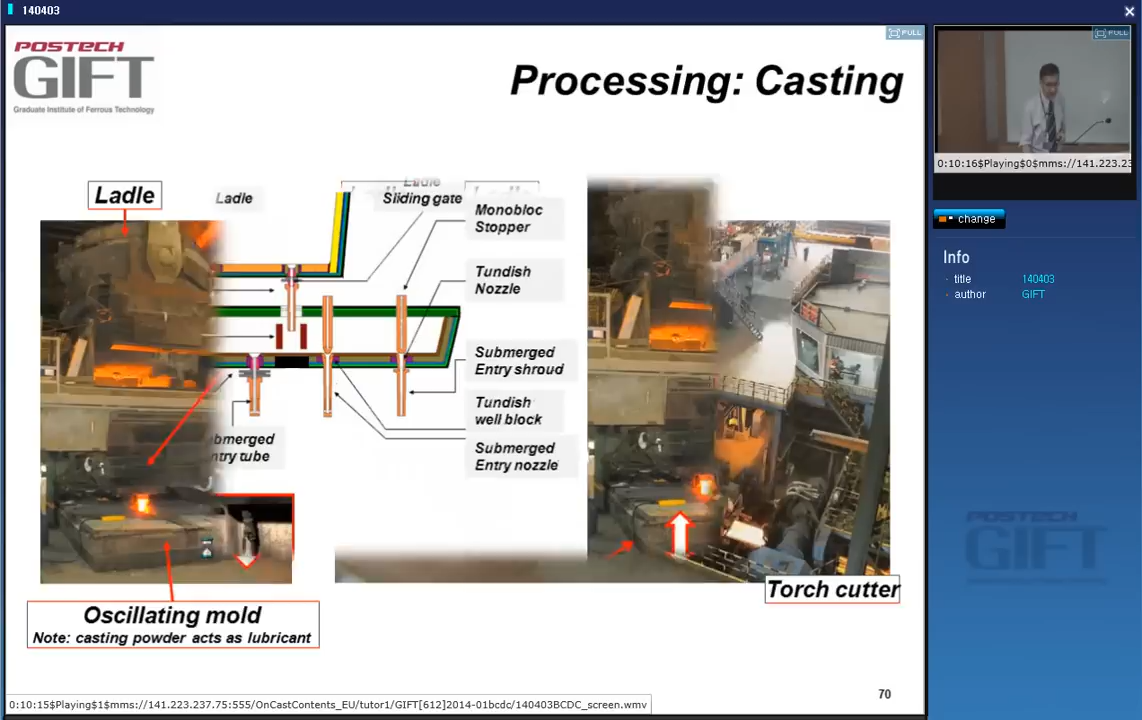 140403
FULL
POSTECH
GIFT
Graduate Institute of Ferrous Technology
Processing: Casting
Ladle
Ladle
Ladle
Sliding gate
Monobloc
Stopper
Tundish
Nozzle
Submerged
Entry shroud
Tundish
well block
Submerged
Entry nozzle
bmerged
ntry tube
Oscillating mold
Note: casting powder acts as lubricant
Torch cutter
70
0:10:15$Playing$1$mms://141.223.237.75:555/OnCastContents_EU/tutor1/GIFT[612]2014-01bcdc/140403BCDC_screen.wmv
FULL
0:10:16$Playing$0$mms://141.223.23
change
Info
title 140403
author GIFT
POSTECH
GIFT